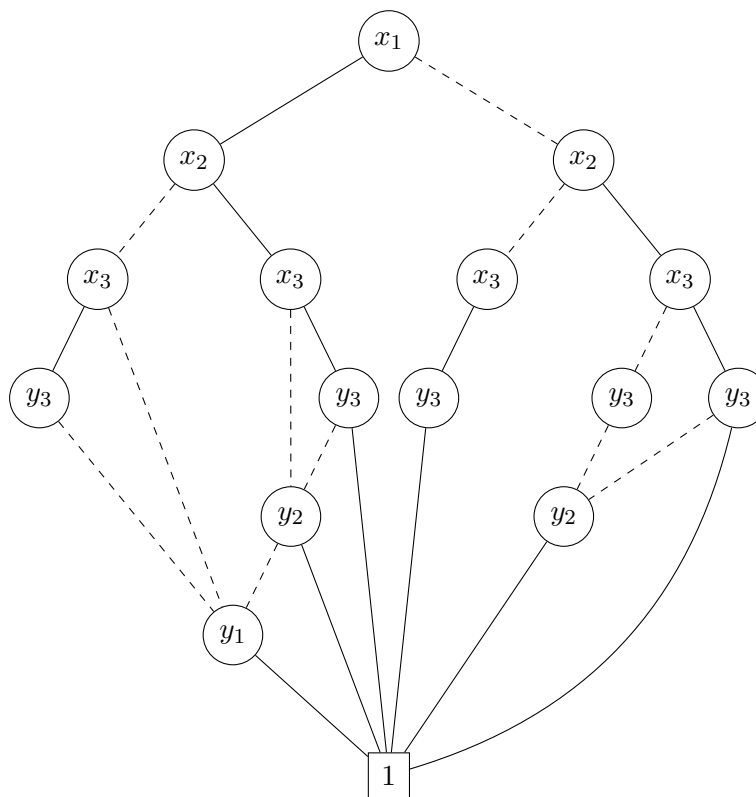 x₁
x₂ x₂
x₃ x₃ x₃ x₃
y₃ y₃ y₃ y₃ y₃
y₂ y₂
y₁
1